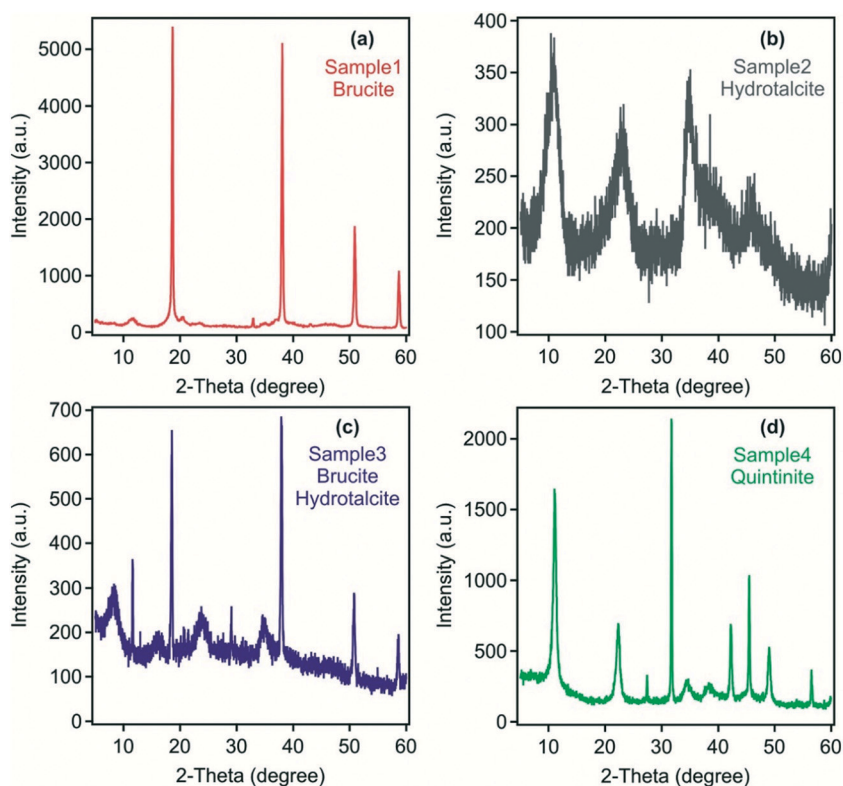 (a)
Sample1
Brucite
Intensity (a.u.)
5000
4000
3000
2000
1000
0
10 20 30 40 50 60
2-Theta (degree)
(b)
Sample2
Hydrotalcite
Intensity (a.u.)
400
350
300
250
200
150
100
10 20 30 40 50 60
2-Theta (degree)
(c)
Sample3
Brucite
Hydrotalcite
Intensity (a.u.)
700
600
500
400
300
200
100
0
10 20 30 40 50 60
2-Theta (degree)
(d)
Sample4
Quintinite
Intensity (a.u.)
2000
1500
1000
500
0
10 20 30 40 50 60
2-Theta (degree)